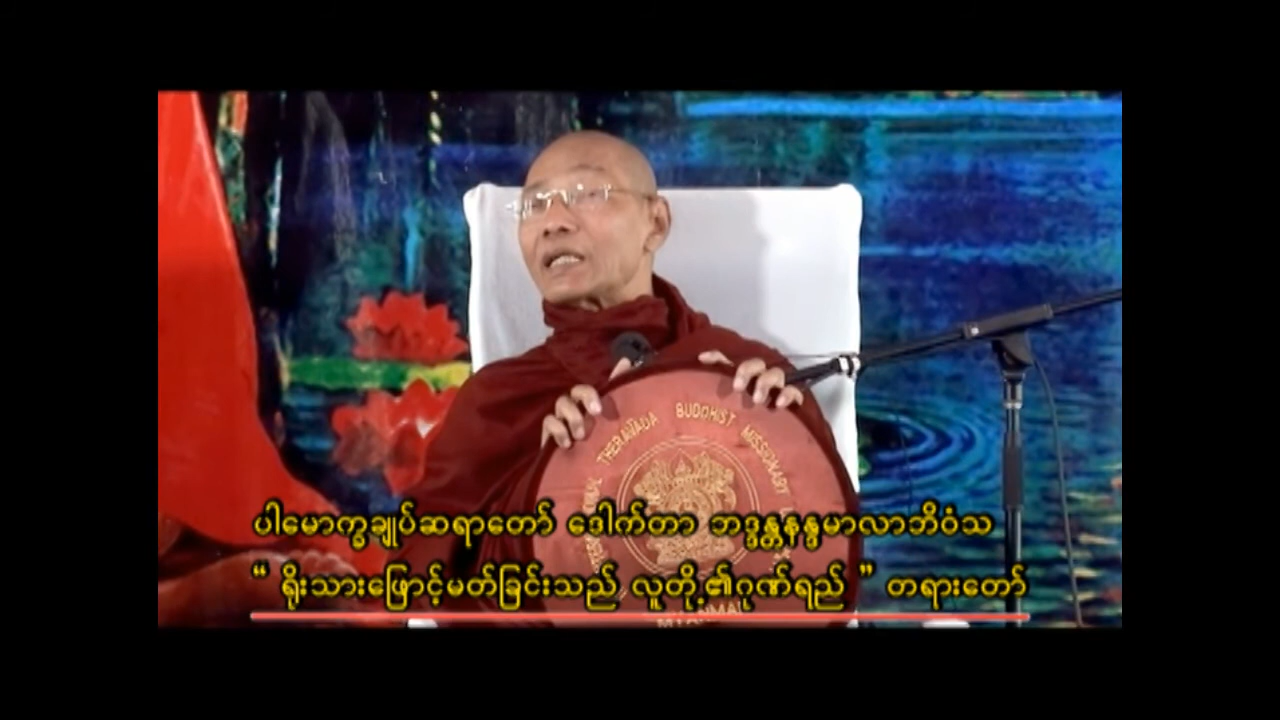 THERAVADA BUDDHIST MISSIONARY
ပါမောက္ခချုပ်ဆရာတော် ဒေါက်တာ ဘဒ္ဒန္တနန္ဒမာလာဘိဝံသ
“ ရိုးသားဖြောင့်မတ်ခြင်းသည် လူတို့၏ဂုဏ်ရည် ” တရားတော်
MYANMAR